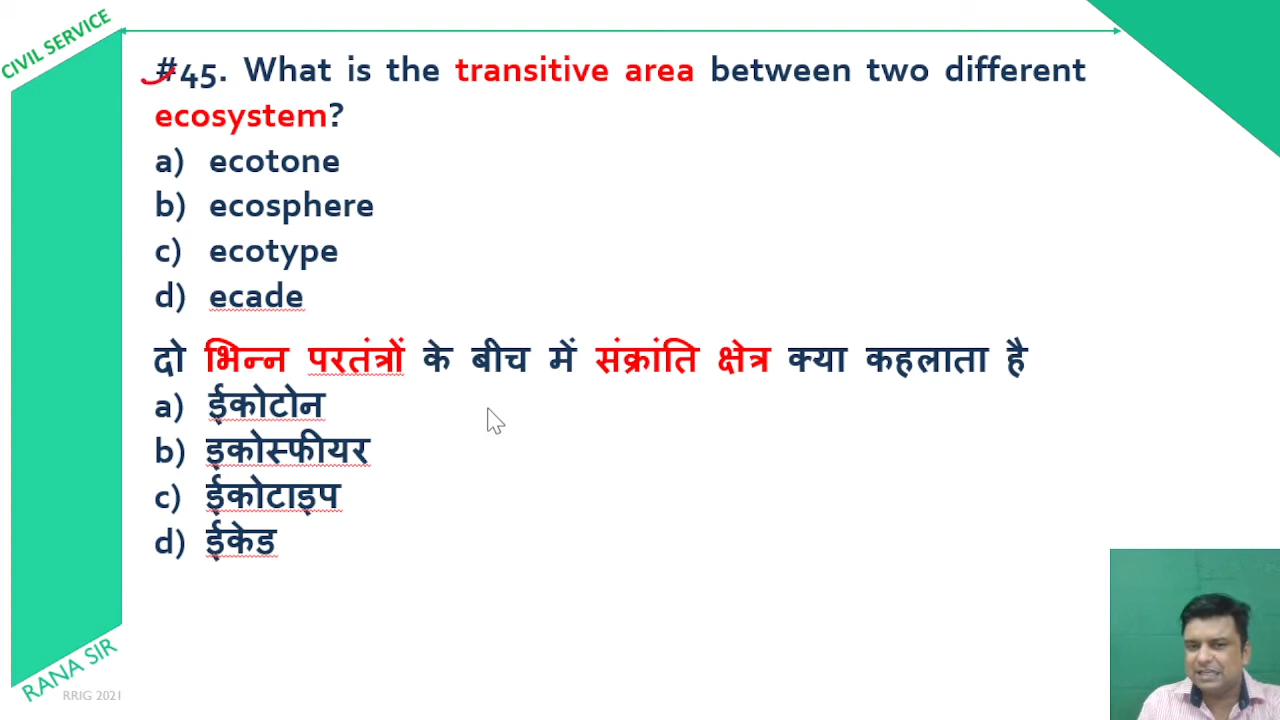 CIVIL SERVICE
#45. What is the transitive area between two different
ecosystem?
a) ecotone
b) ecosphere
c) ecotype
d) ecade
दो भिन्न परतंत्रों के बीच में संक्रांति क्षेत्र क्या कहलाता है
a) ईकोटोन
b) इकोस्फीयर
c) ईकोटाइप
d) ईकेड
RANA SIR
RRIG 2021